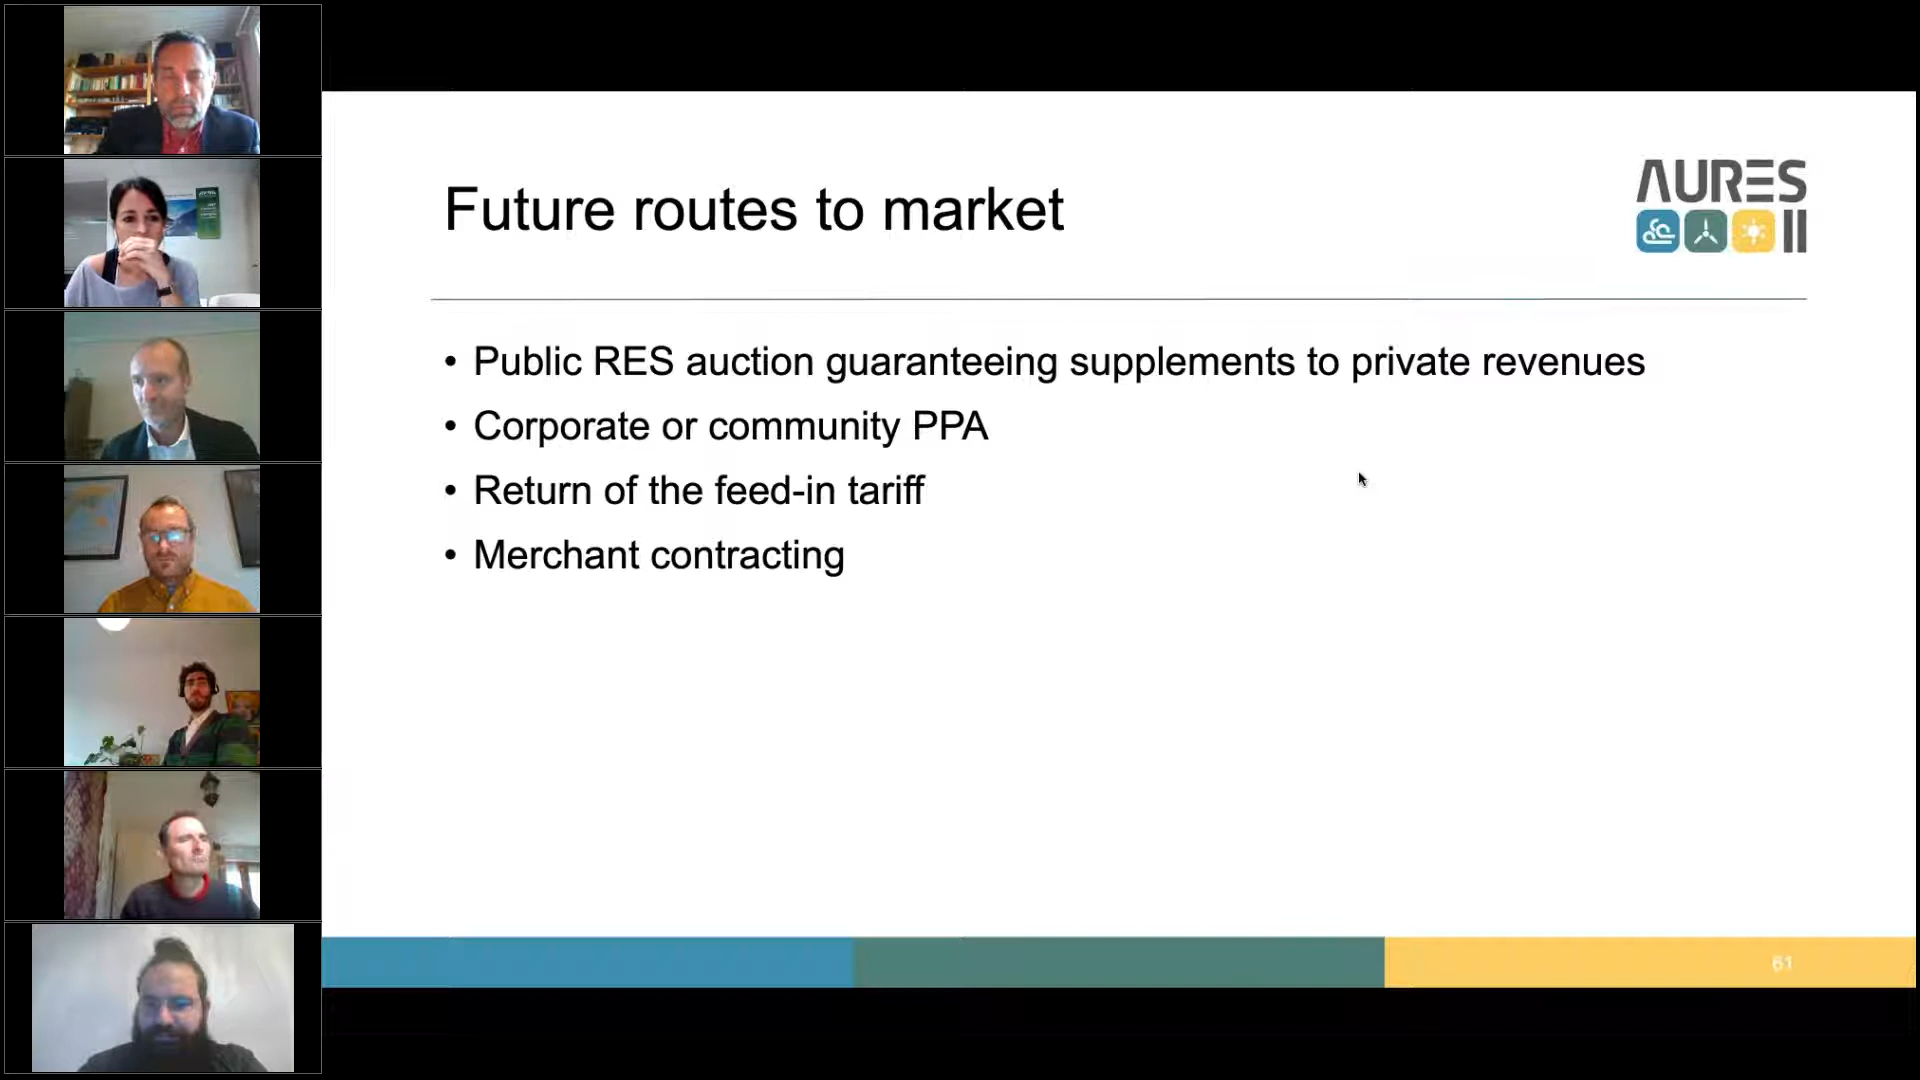 Future routes to market
AURES
II
• Public RES auction guaranteeing supplements to private revenues
• Corporate or community PPA
• Return of the feed-in tariff
• Merchant contracting
61